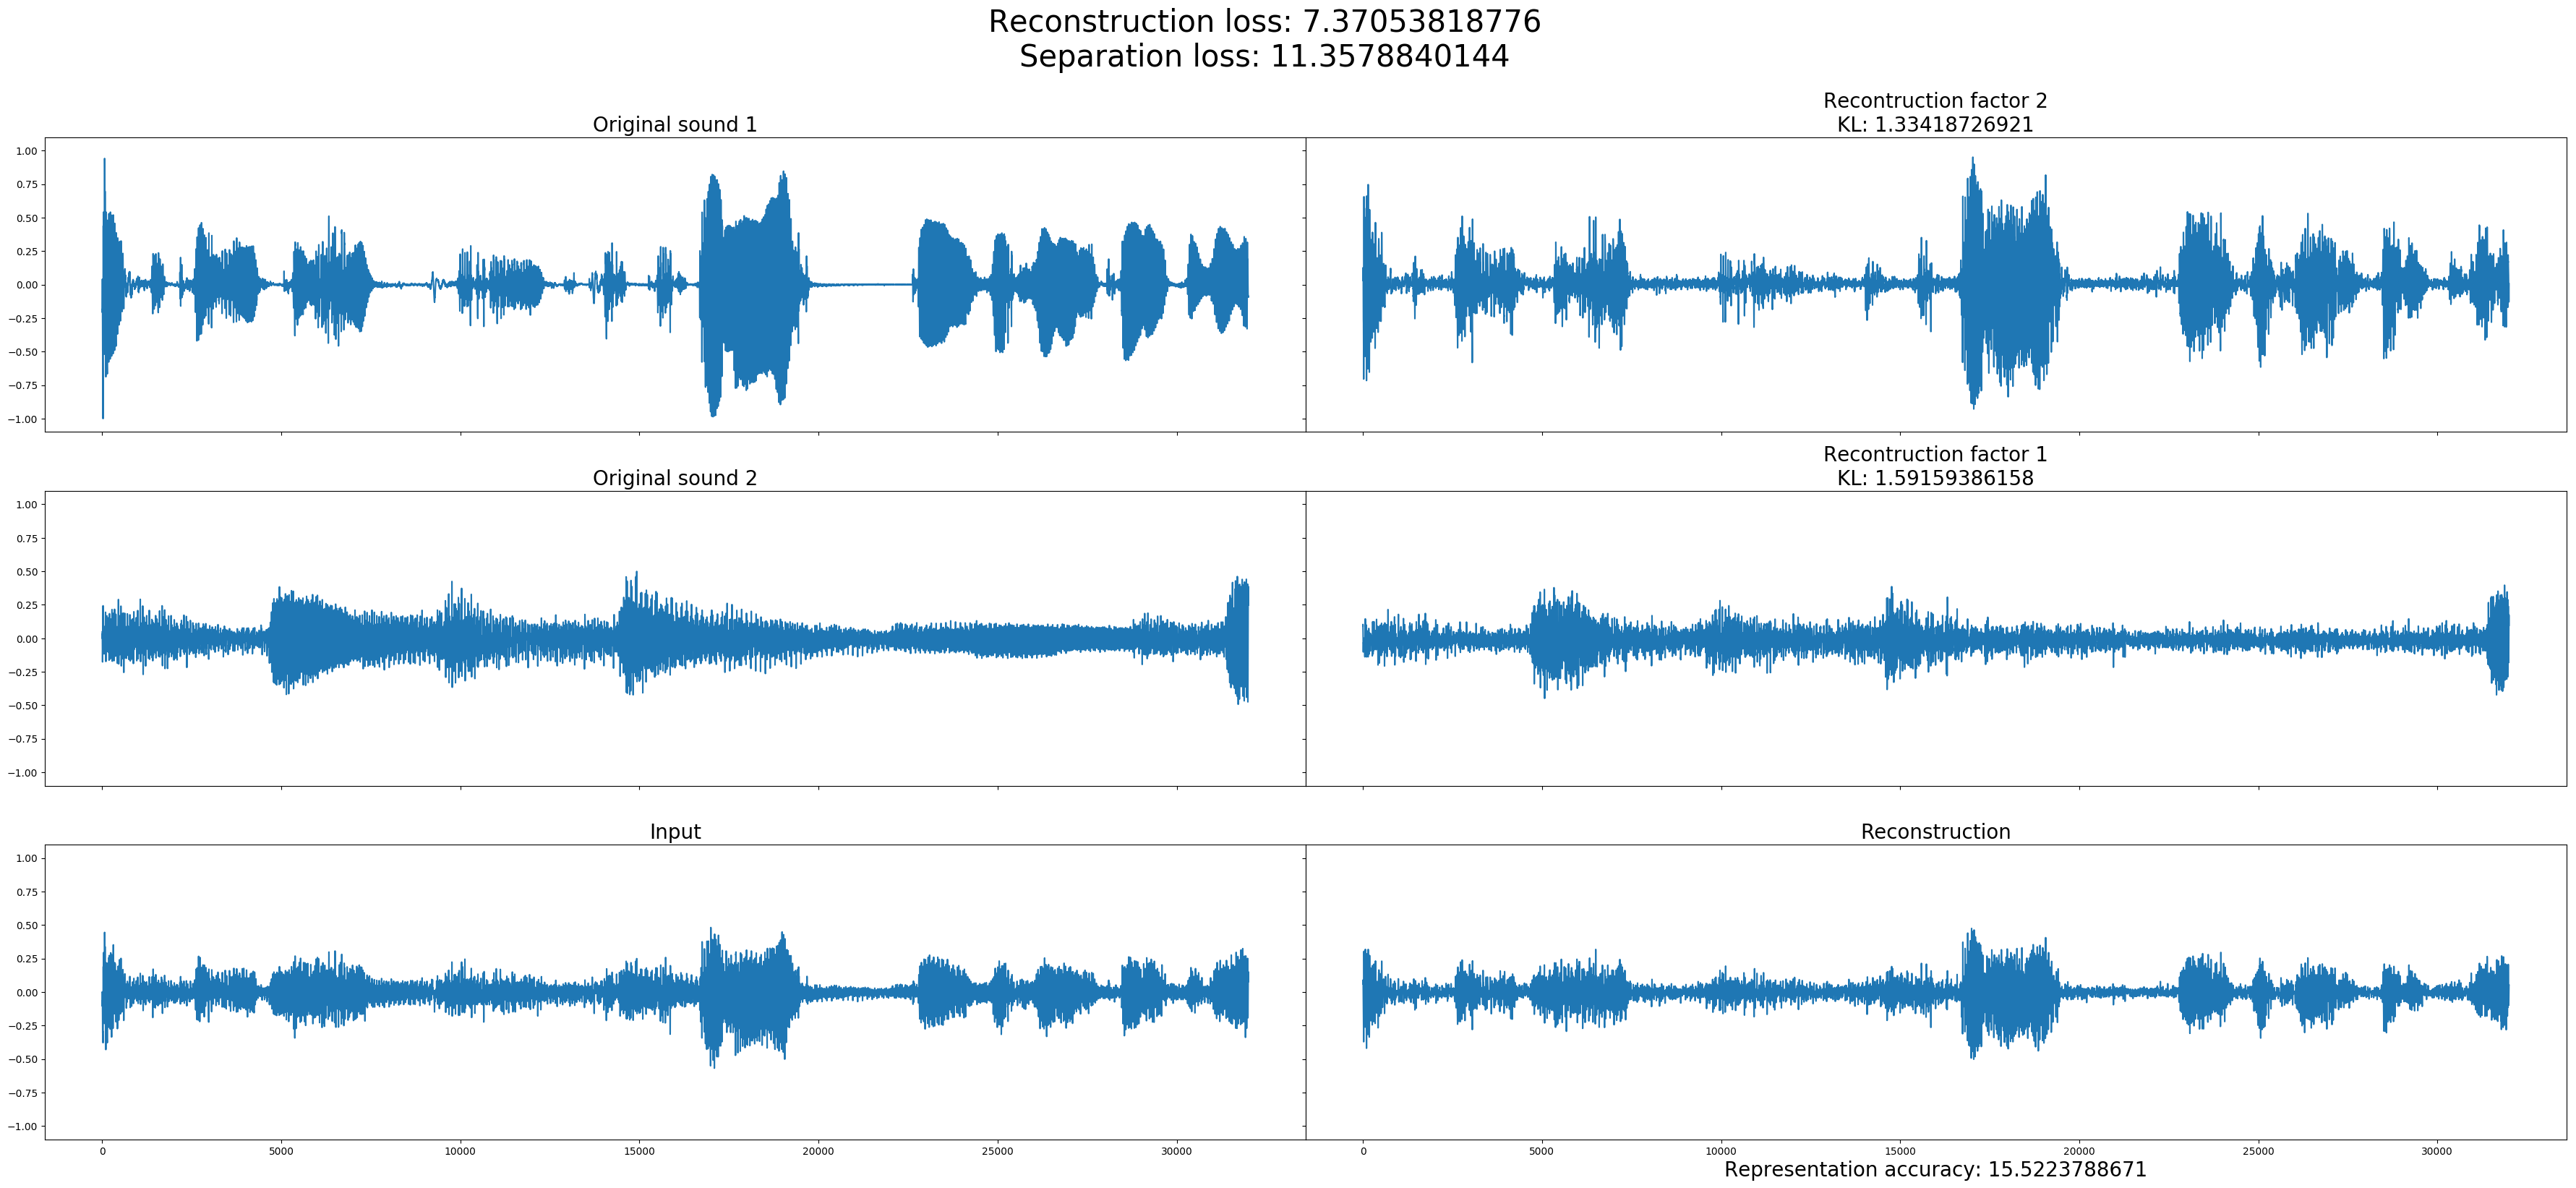 Reconstruction loss: 7.37053818776
Separation loss: 11.3578840144
Original sound 1
Recontruction factor 2
KL: 1.33418726921
1.00
0.75
0.50
0.25
0.00
−0.25
−0.50
−0.75
−1.00
Original sound 2
Recontruction factor 1
KL: 1.59159386158
1.00
0.75
0.50
0.25
0.00
−0.25
−0.50
−0.75
−1.00
Input
Reconstruction
1.00
0.75
0.50
0.25
0.00
−0.25
−0.50
−0.75
−1.00
0 5000 10000 15000 20000 25000 30000
0 5000 10000 15000 20000 25000 30000
Representation accuracy: 15.5223788671